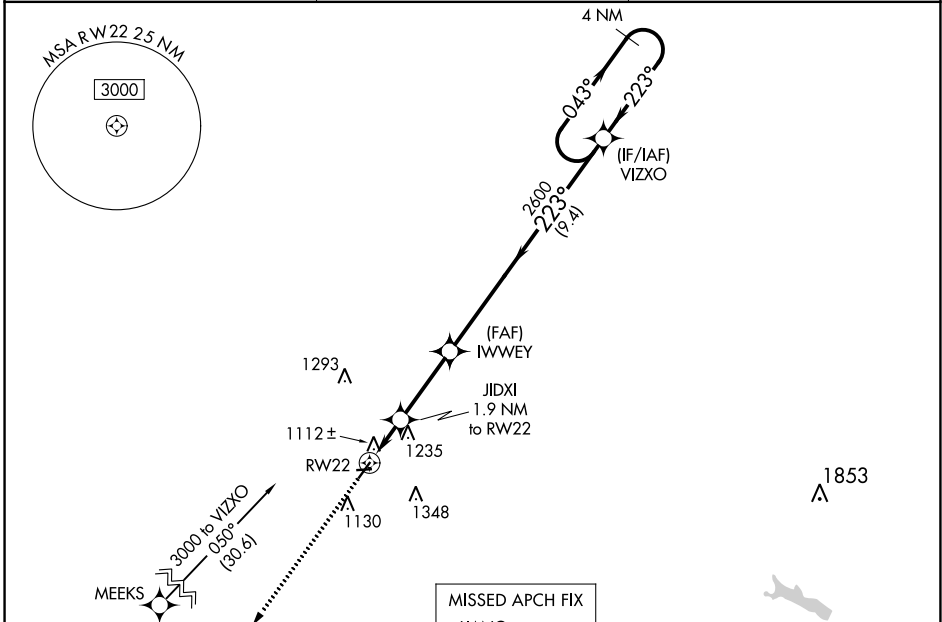 4 NM
MSA RW22 25 NM
3000
043°
223°
(IF/IAF)
VIZXO
2600
223°
(9.4)
(FAF)
IWWEY
1293
JIDXI
1.9 NM
to RW22
1112 ±
1235
RW22
1853
1130
1348
3000 to VIZXO
050°
(30.6)
MEEKS
MISSED APCH FIX